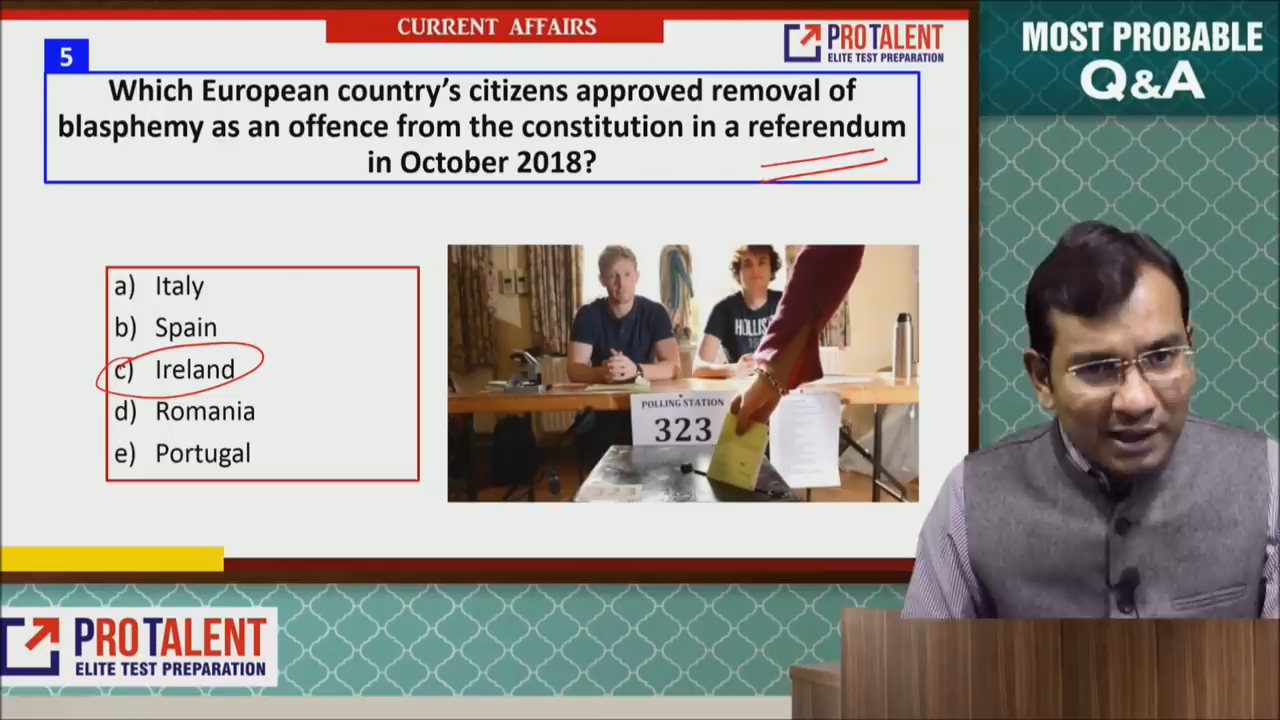 CURRENT AFFAIRS
PROTALENT
ELITE TEST PREPARATION
MOST PROBABLE
Q&A
5
Which European country's citizens approved removal of
blasphemy as an offence from the constitution in a referendum
in October 2018?
a) Italy
b) Spain
c) Ireland
d) Romania
e) Portugal
HOLLIS
POLLING STATION
323
PROTALENT
ELITE TEST PREPARATION